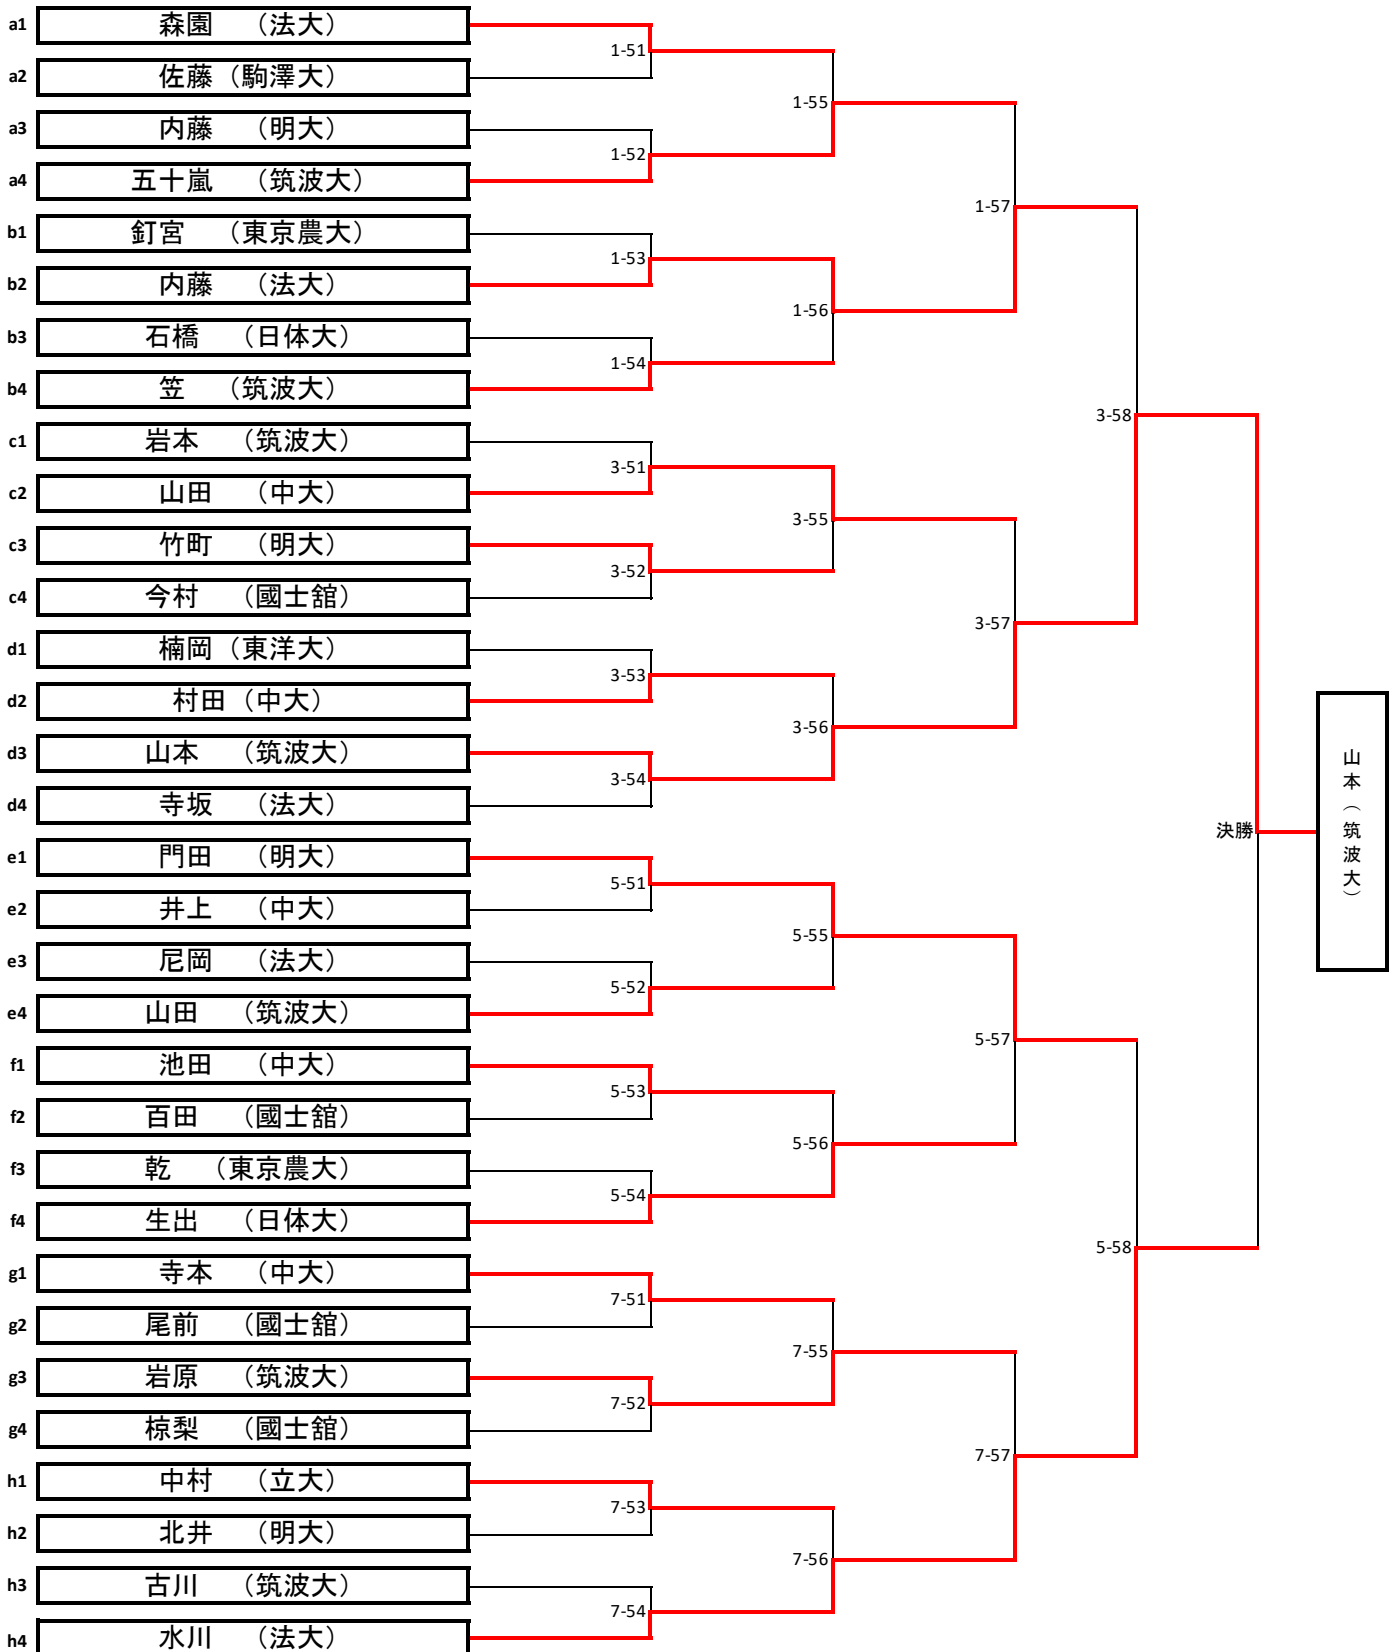 a1 森園 （法大）
1-51
a2 佐藤（駒澤大）
1-55
a3 内藤 （明大）
1-52
a4 五十嵐 （筑波大）
1-57
b1 釘宮 （東京農大）
1-53
b2 内藤 （法大）
1-56
b3 石橋 （日体大）
1-54
b4 笠 （筑波大）
3-58
c1 岩本 （筑波大）
3-51
c2 山田 （中大）
3-55
c3 竹町 （明大）
3-52
c4 今村 （國士舘）
3-57
d1 楠岡（東洋大）
3-53
d2 村田（中大）
3-56
d3 山本 （筑波大）
3-54
d4 寺坂 （法大）
決勝
山本（筑波大）
e1 門田 （明大）
5-51
e2 井上 （中大）
5-55
e3 尼岡 （法大）
5-52
e4 山田 （筑波大）
5-57
f1 池田 （中大）
5-53
f2 百田 （國士舘）
5-56
f3 乾 （東京農大）
5-54
f4 生出 （日体大）
5-58
g1 寺本 （中大）
7-51
g2 尾前 （國士舘）
7-55
g3 岩原 （筑波大）
7-52
g4 椋梨 （國士舘）
7-57
h1 中村 （立大）
7-53
h2 北井 （明大）
7-56
h3 古川 （筑波大）
7-54
h4 水川 （法大）